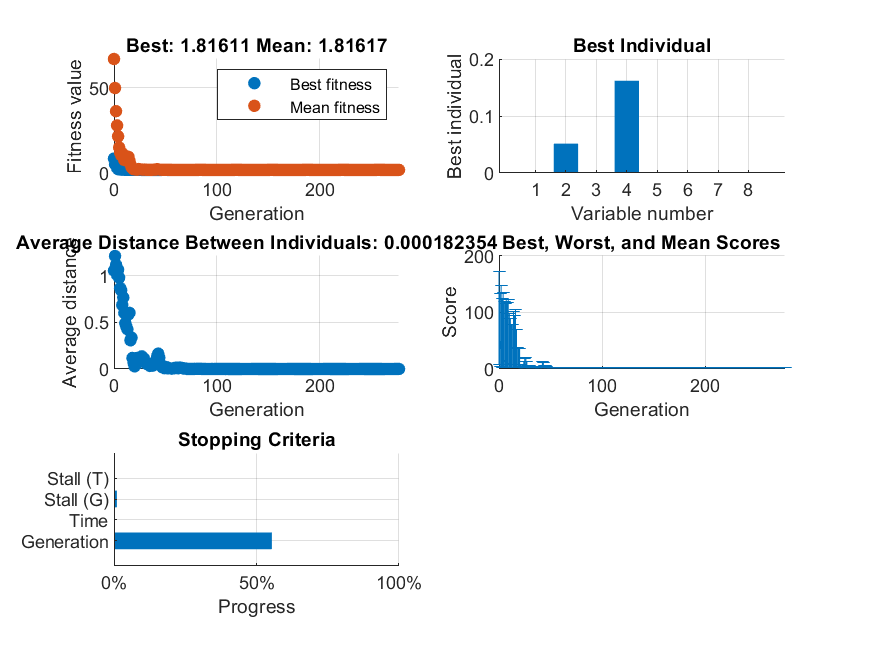 Best: 1.81611 Mean: 1.81617
Fitness value
50
0
Best fitness
Mean fitness
0 100 200
Generation
Best Individual
Best individual
0.2
0.1
0
1 2 3 4 5 6 7 8
Variable number
Average Distance Between Individuals: 0.000182354
Average distance
1
0.5
0
0 100 200
Generation
Best, Worst, and Mean Scores
Score
200
100
0
0 100 200
Generation
Stopping Criteria
Stall (T)
Stall (G)
Time
Generation
0% 50% 100%
Progress